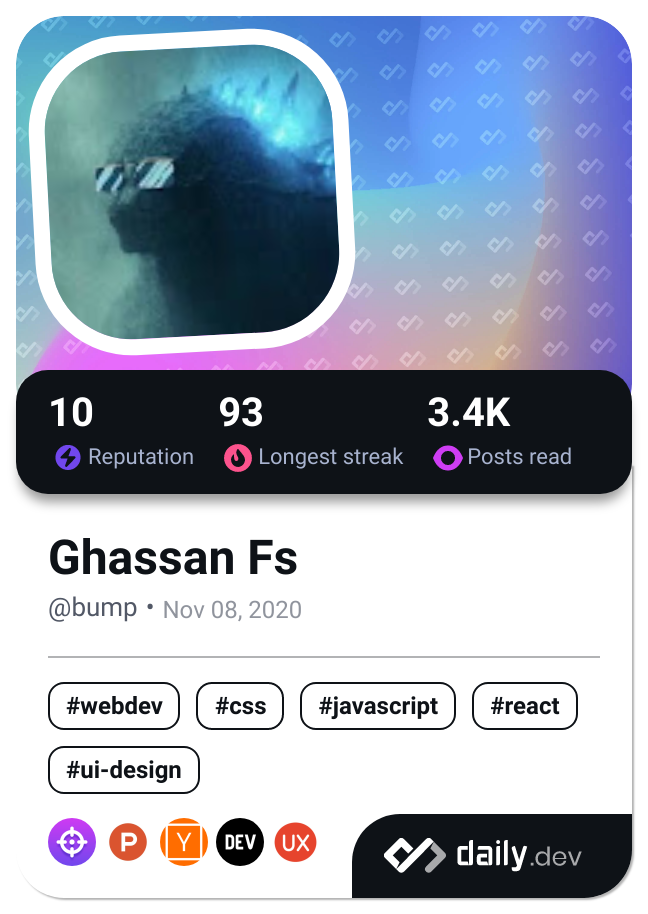 10 93 3.4K
Reputation Longest streak Posts read
Ghassan Fs
@bump • Nov 08, 2020
#webdev #css #javascript #react
#ui-design
P Y DEV UX daily.dev